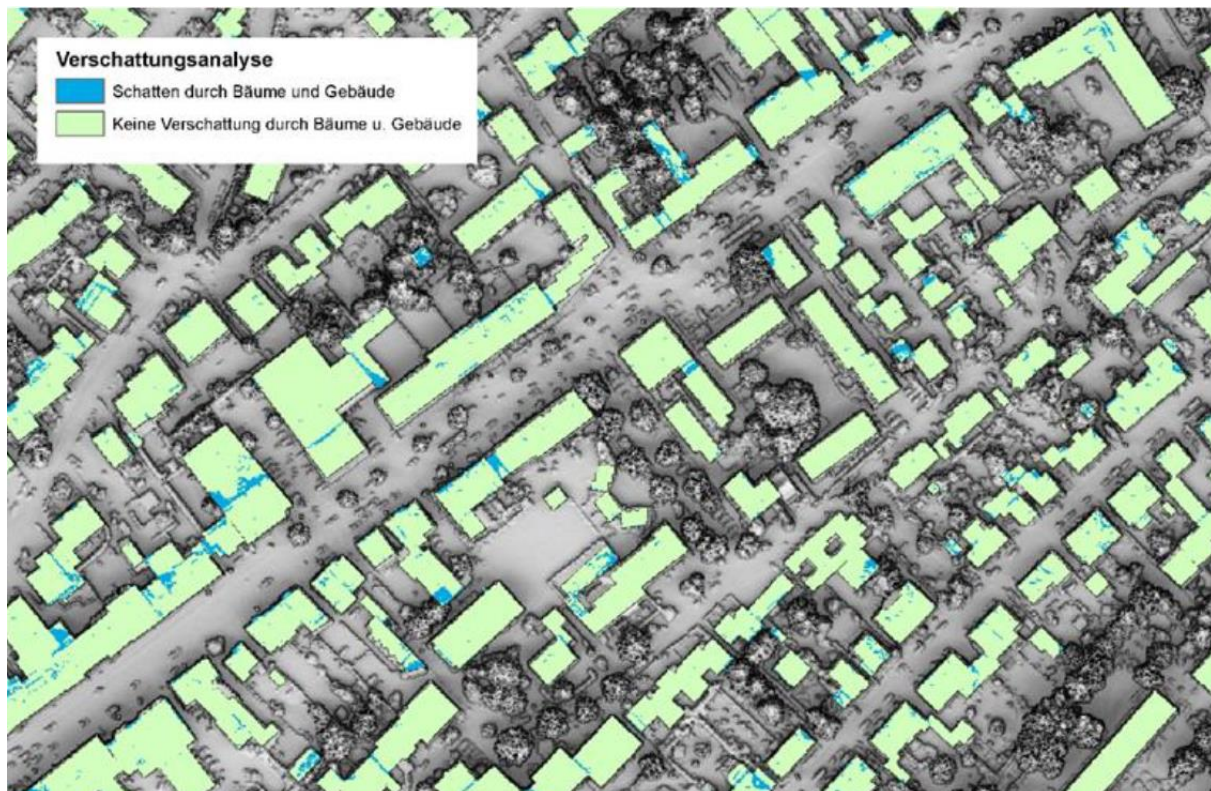 Verschattungsanalyse
Schatten durch Bäume und Gebäude
Keine Verschattung durch Bäume u. Gebäude